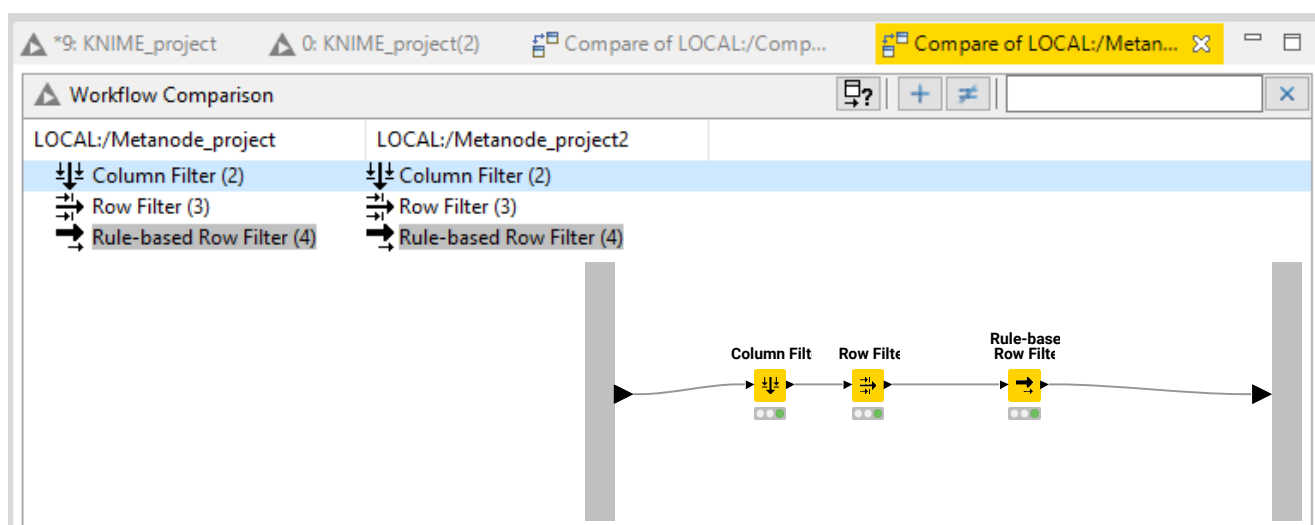 *9: KNIME_project
0: KNIME_project(2)
Compare of LOCAL:/Comp...
Compare of LOCAL:/Metan...
Workflow Comparison
?
LOCAL:/Metanode_project
LOCAL:/Metanode_project2
Column Filter (2)
Column Filter (2)
Row Filter (3)
Row Filter (3)
Rule-based Row Filter (4)
Rule-based Row Filter (4)
Column Filt
Row Filte
Rule-base
Row Filte